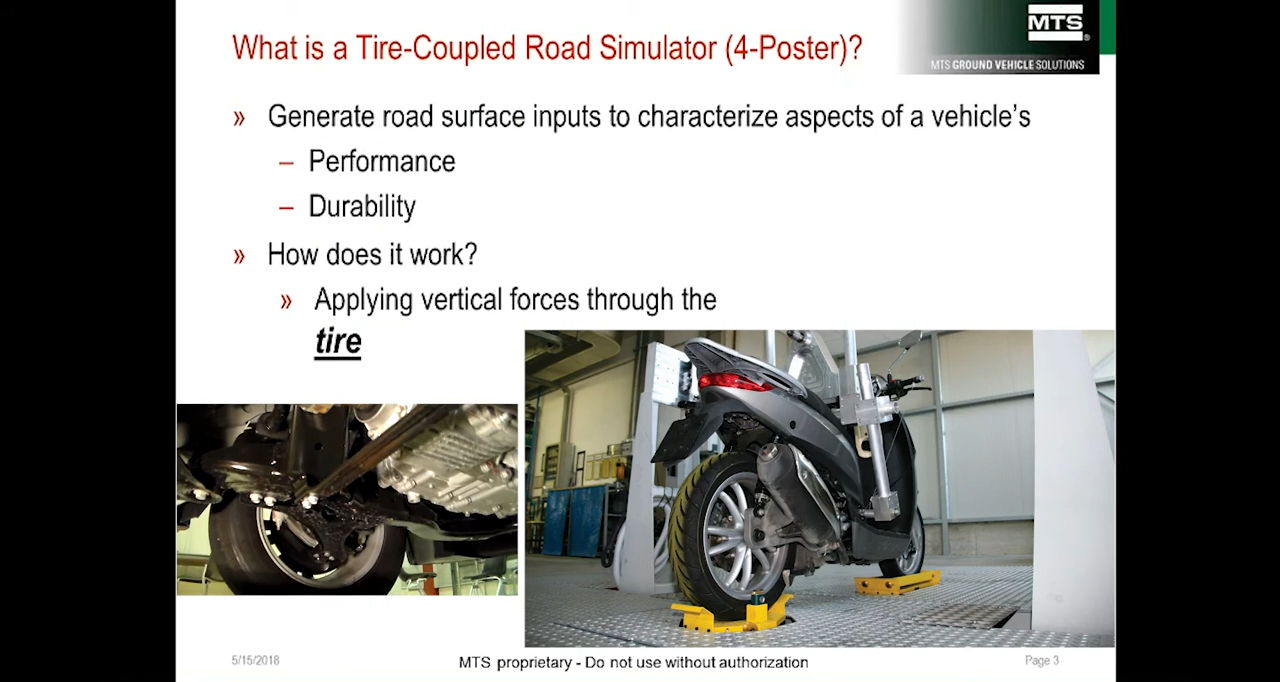 What is a Tire-Coupled Road Simulator (4-Poster)?
MTS
®
MTS GROUND VEHICLE SOLUTIONS
» Generate road surface inputs to characterize aspects of a vehicle's
– Performance
– Durability
» How does it work?
» Applying vertical forces through the
tire
5/15/2018
MTS proprietary - Do not use without authorization
Page 3